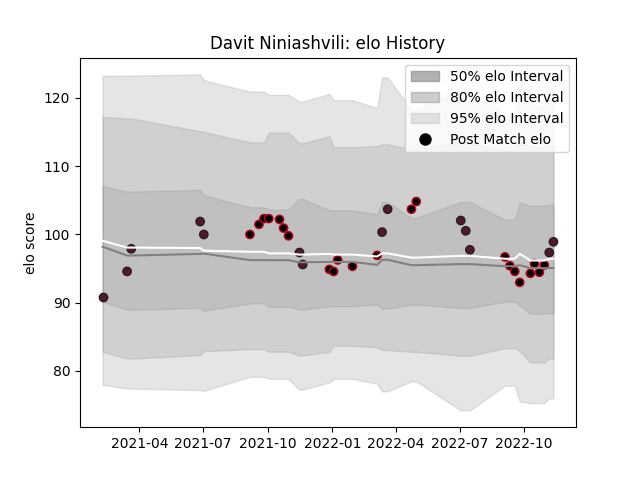 Davit Niniashvili: elo History
50% elo Interval
80% elo Interval
95% elo Interval
Post Match elo
elo score
120
110
100
90
80
2021-04 2021-07 2021-10 2022-01 2022-04 2022-07 2022-10